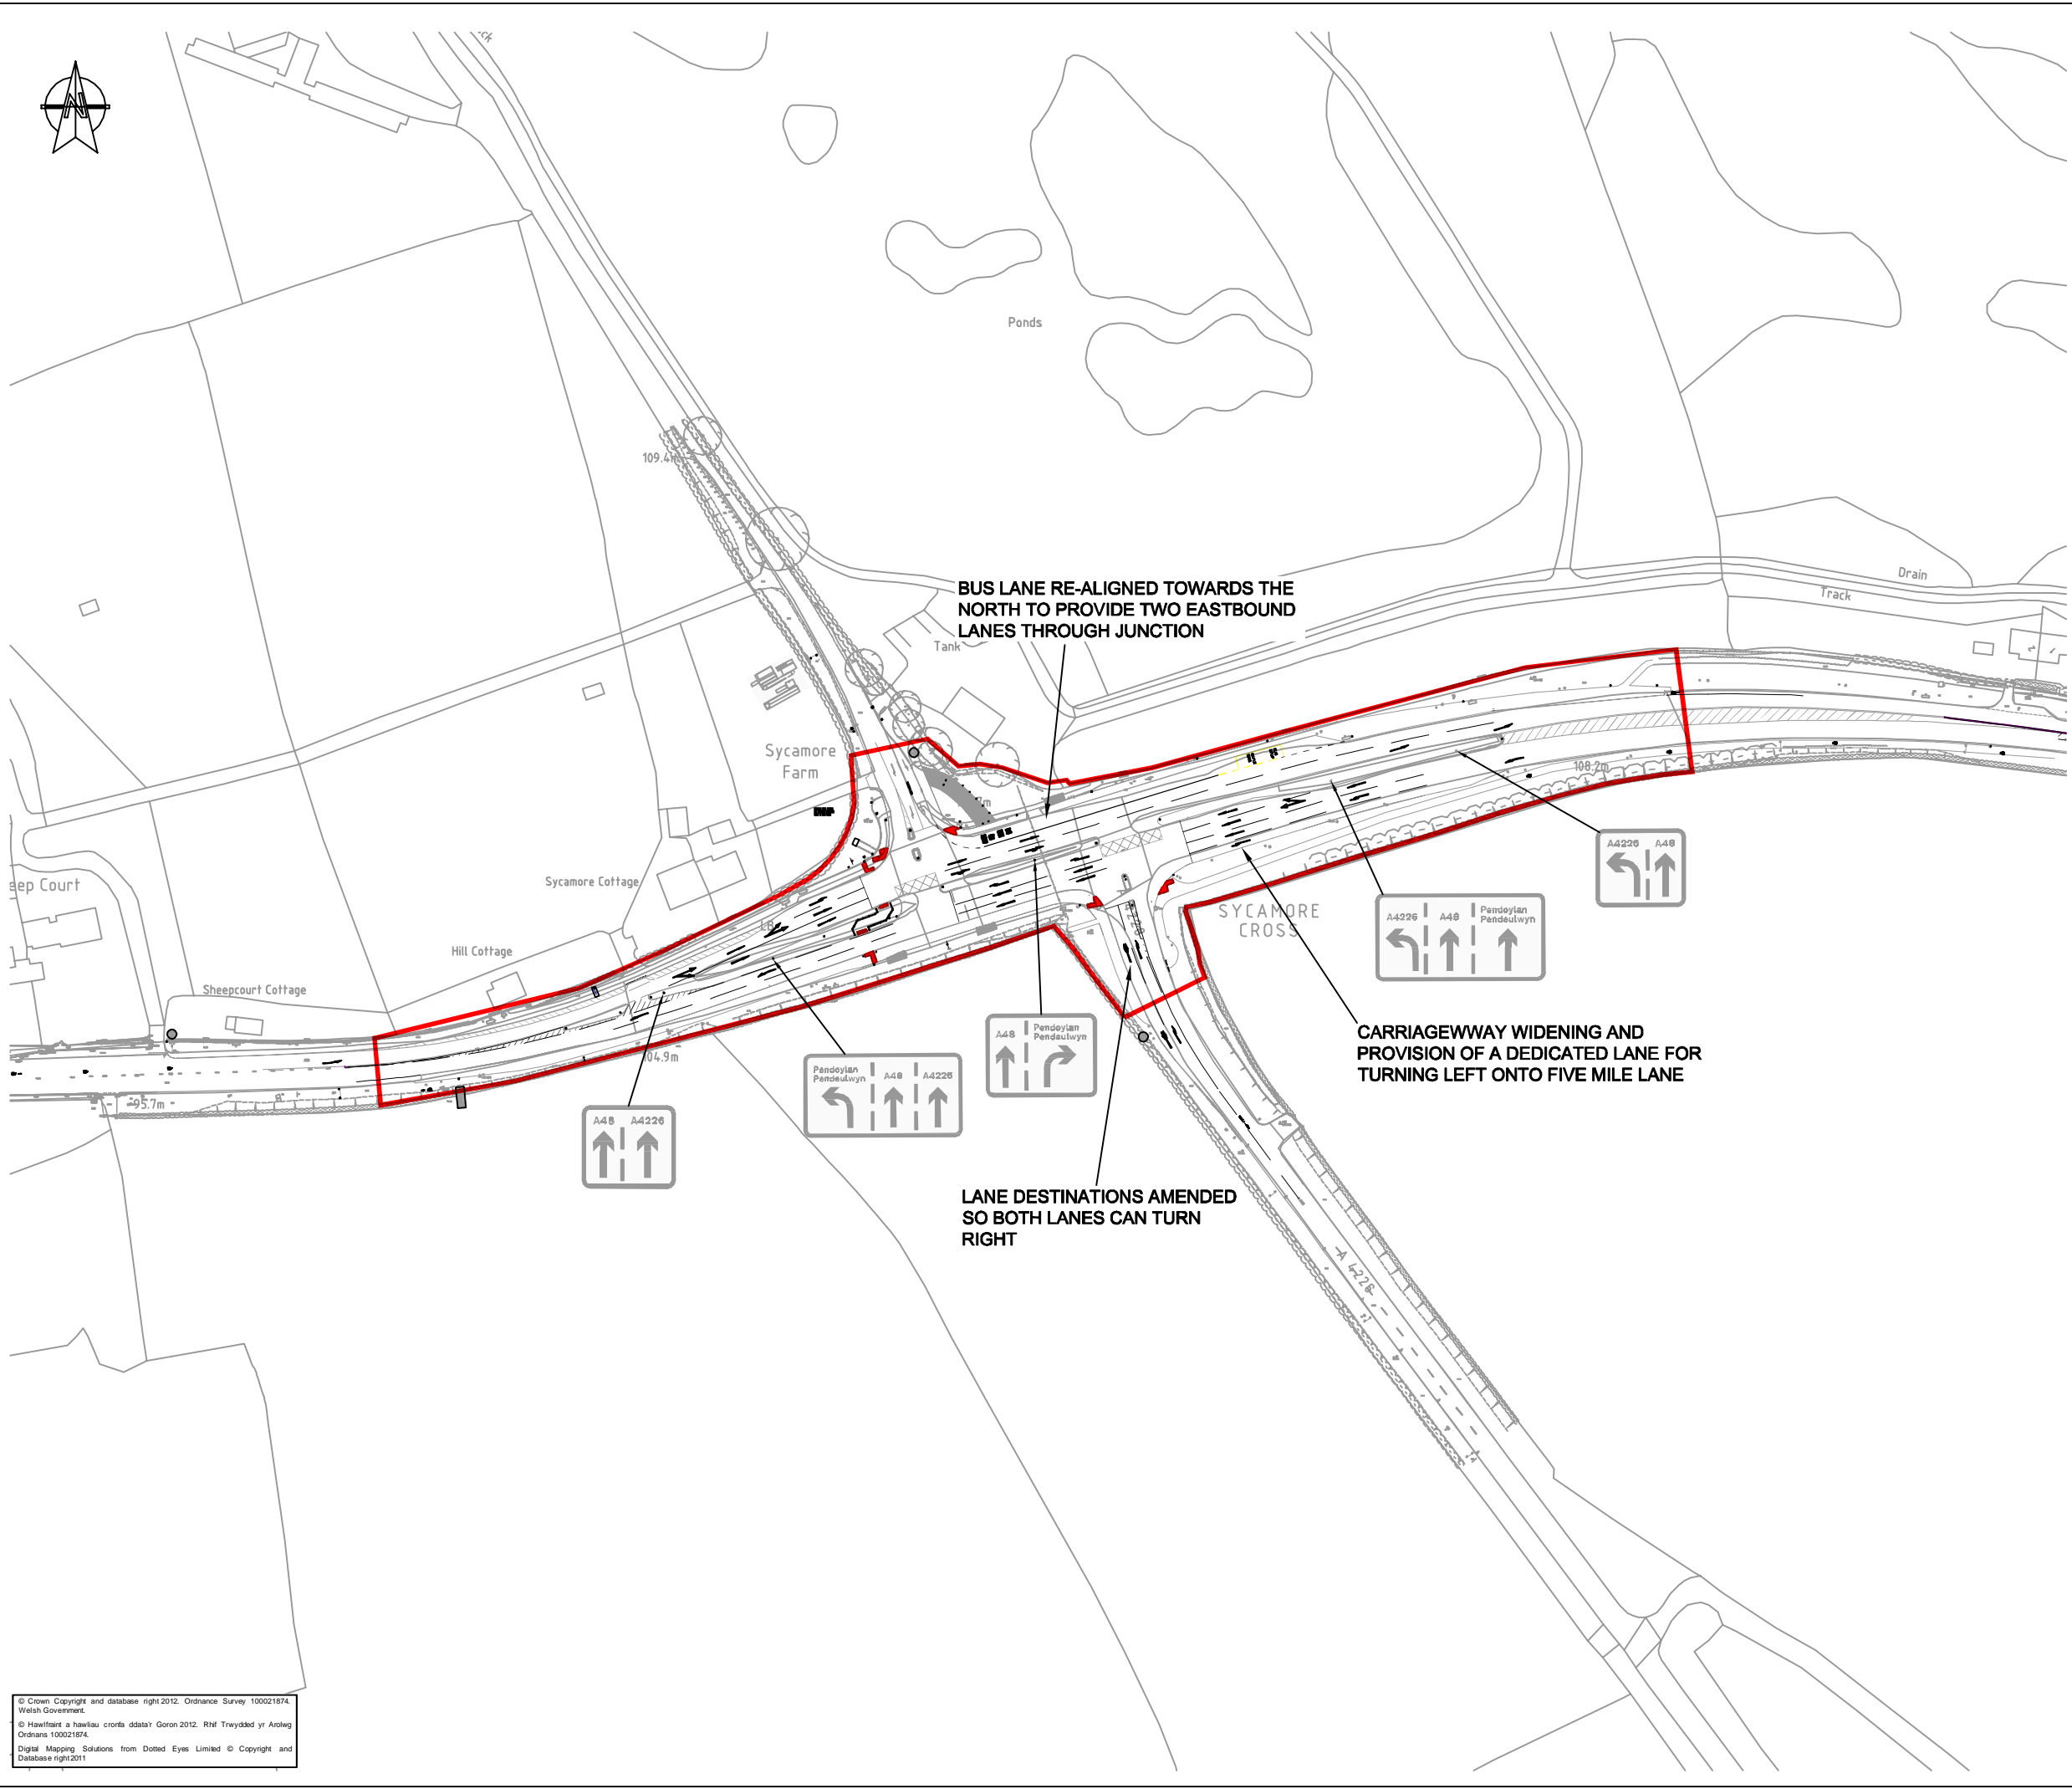 Ponds
109.4m
BUS LANE RE-ALIGNED TOWARDS THE
NORTH TO PROVIDE TWO EASTBOUND
LANES THROUGH JUNCTION
Drain
Track
Tank
Sycamore
Farm
108.2m
A4226 A48
SYCAMORE
CROSS
A4226 A48 Pendoylan
Pendeulwyn
eep Court
Sycamore Cottage
LB
Hill Cottage
Sheepcourt Cottage
CARRIAGEWWAY WIDENING AND
PROVISION OF A DEDICATED LANE FOR
TURNING LEFT ONTO FIVE MILE LANE
A48 Pendoylan
Pendeulwyn
104.9m
Pendoylan
Pendeulwyn A48 A4226
95.7m
A48 A4226
LANE DESTINATIONS AMENDED
SO BOTH LANES CAN TURN
RIGHT
A 4226
© Crown Copyright and database right 2012. Ordnance Survey 100021874.
Welsh Government.
© Hawlfraint a hawliau cronfa ddata'r Goron 2012. Rhif Trwydded yr Arolwg
Ordnans 100021874.
Digital Mapping Solutions from Dotted Eyes Limited © Copyright and
Database right 2011